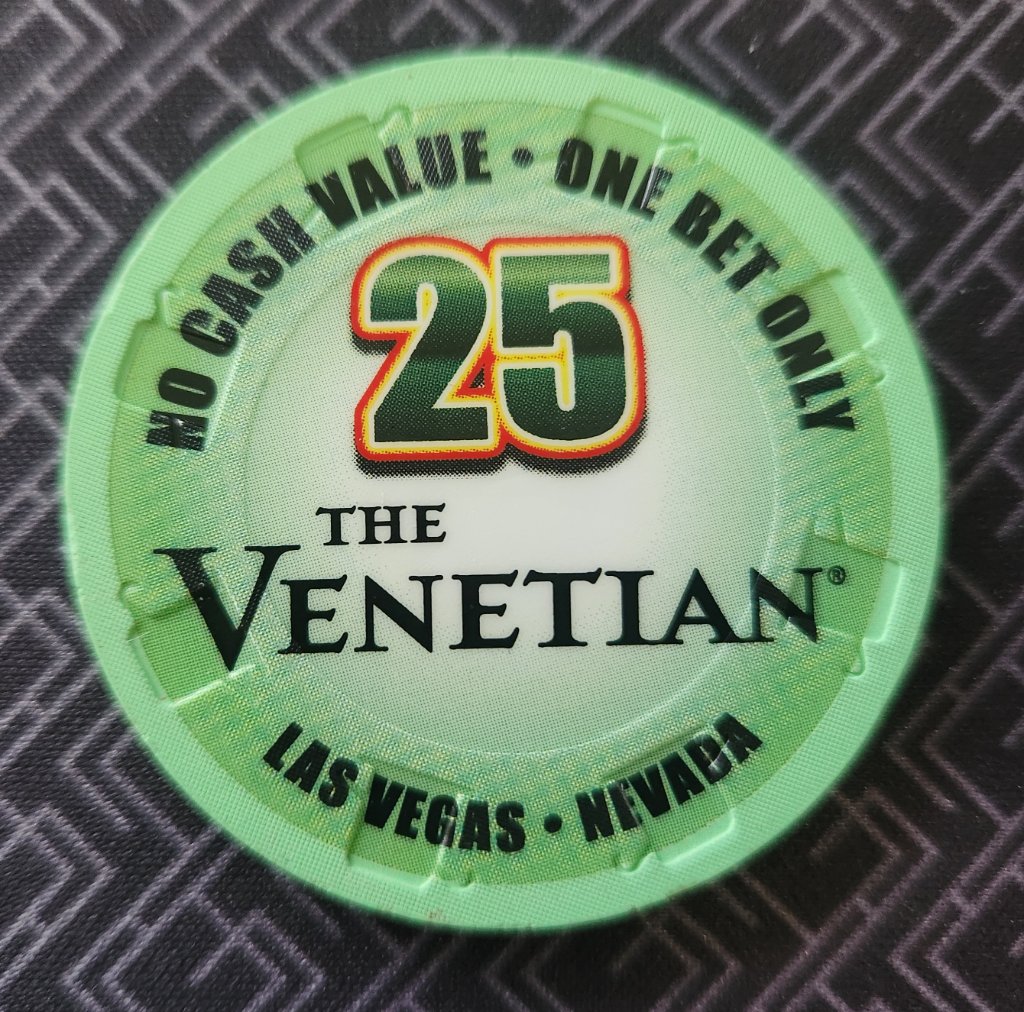 NO CASH VALUE • ONE BET ONLY
25
THE
VENETIAN®
LAS VEGAS • NEVADA